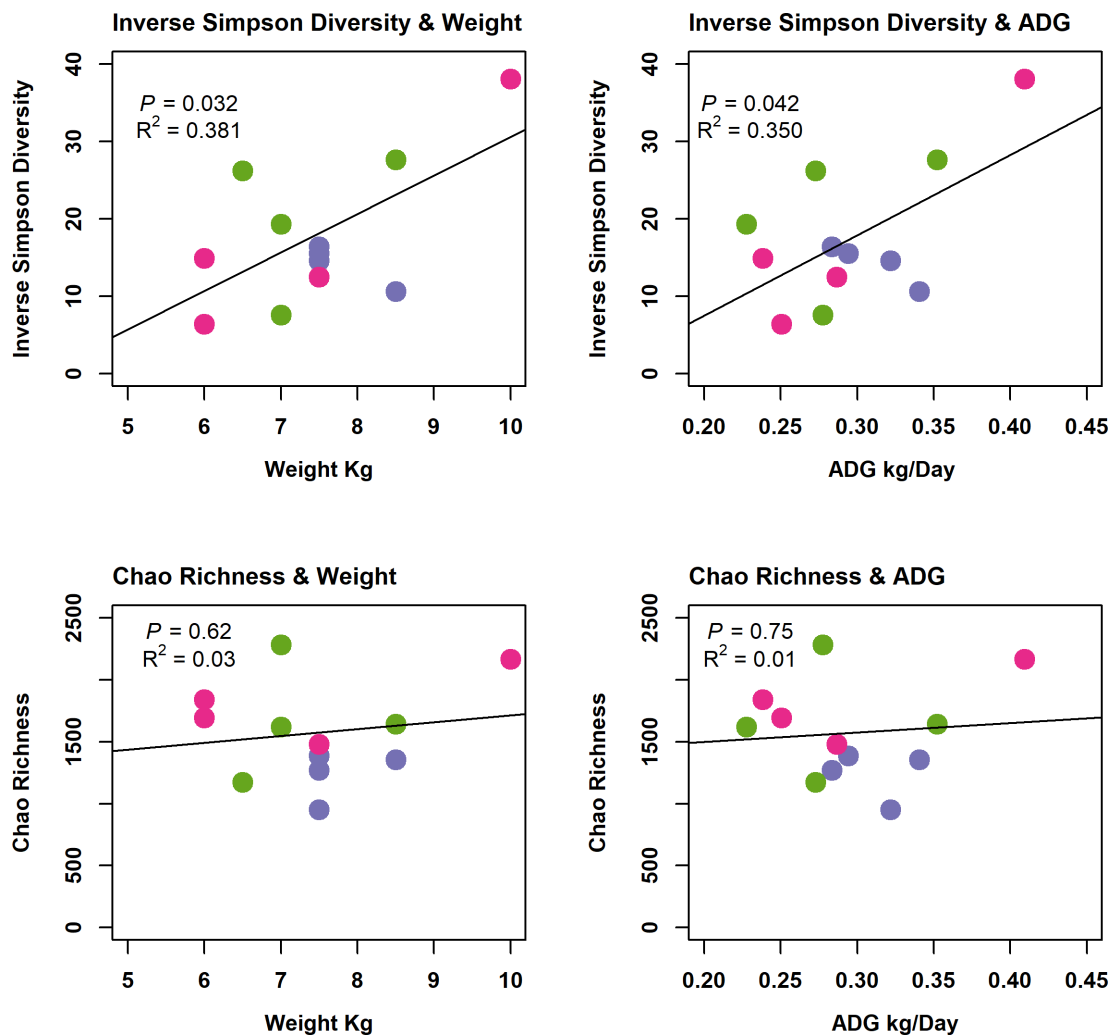 Inverse Simpson Diversity & Weight
P = 0.032
R² = 0.381
Inverse Simpson Diversity
0
10
20
30
40
5 6 7 8 9 10
Weight Kg
Inverse Simpson Diversity & ADG
P = 0.042
R² = 0.350
Inverse Simpson Diversity
0
10
20
30
40
0.20 0.25 0.30 0.35 0.40 0.45
ADG kg/Day
Chao Richness & Weight
P = 0.62
R² = 0.03
Chao Richness
0
500
1500
2500
5 6 7 8 9 10
Weight Kg
Chao Richness & ADG
P = 0.75
R² = 0.01
Chao Richness
0
500
1500
2500
0.20 0.25 0.30 0.35 0.40 0.45
ADG kg/Day